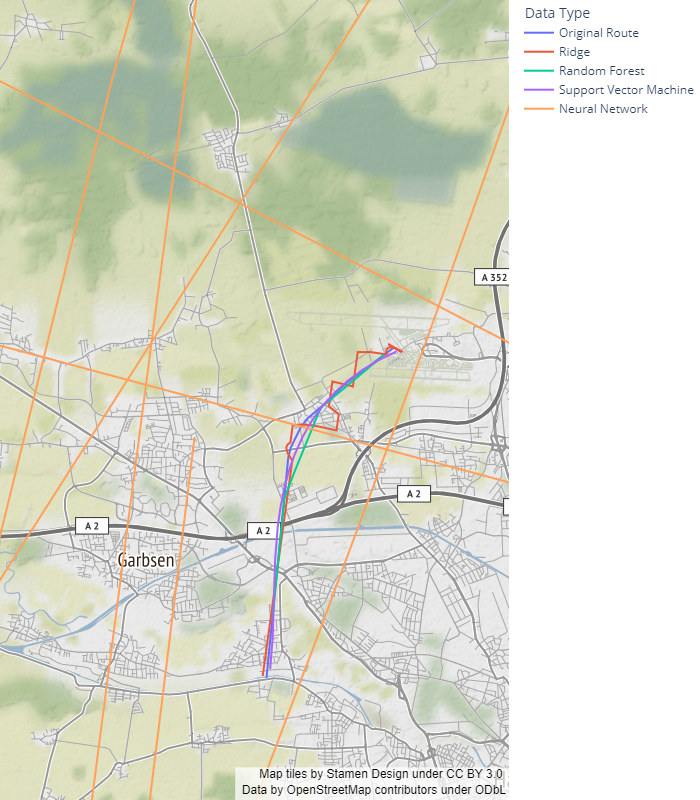 Data Type
Original Route
Ridge
Random Forest
Support Vector Machine
Neural Network
A 352
A 2
A 2
A 2
Garbsen
Map tiles by Stamen Design under CC BY 3.0
Data by OpenStreetMap contributors under ODbL